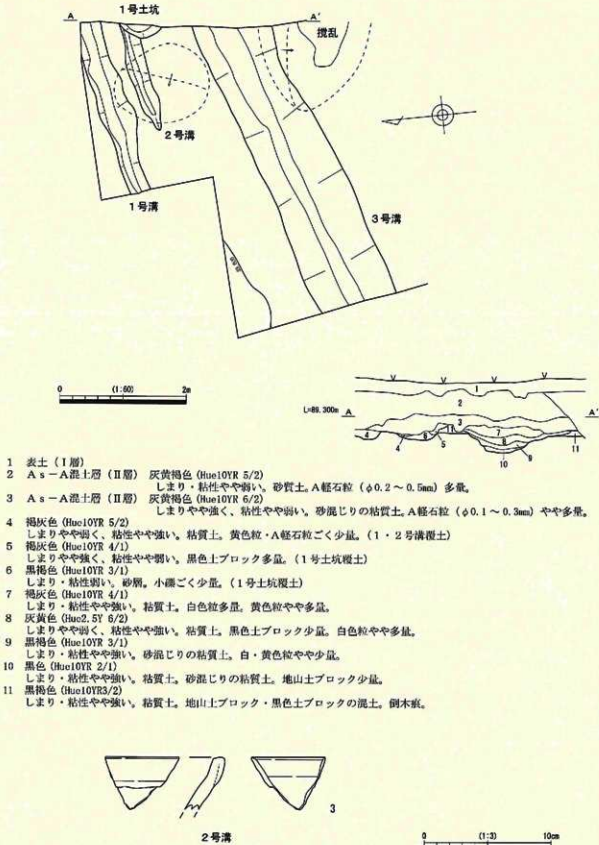 A
1号土坑
A'
撹乱
2号溝
1号溝
3号溝
0 (1:60) 2m
L=89.300m A A'
1
2
3
4 4 6 5 11 7 8 9 10 11
1 表土 (Ⅰ層)
2 As-A混土層 (Ⅱ層) 灰黄褐色 (Hue10YR 5/2)
しまり・粘性やや弱い。砂質土。A軽石粒 (φ0.2～0.5mm) 多量。
3 As-A混土層 (Ⅱ層) 灰黄褐色 (Hue10YR 6/2)
しまりやや強く、粘性やや弱い。砂混じりの粘質土。A軽石粒 (φ0.1～0.3mm) やや多量。
4 褐灰色 (Hue10YR 5/2)
しまりやや弱く、粘性やや強い。粘質土。黄色粒・A軽石粒ごく少量。(1・2号溝覆土)
5 褐灰色 (Hue10YR 4/1)
しまりやや強く、粘性やや弱い。黒色土ブロック多量。(1号土坑覆土)
6 黒褐色 (Hue10YR 3/1)
しまり・粘性弱い。砂層。小礫ごく少量。(1号土坑覆土)
7 褐灰色 (Hue10YR 4/1)
しまり・粘性やや強い。粘質土。白色粒多量。黄色粒やや多量。
8 灰黄色 (Hue2.5Y 6/2)
しまりやや弱く、粘性やや強い。粘質土。黒色土ブロック少量。白色粒やや多量。
9 黒褐色 (Hue10YR 3/1)
しまり・粘性やや強い。砂混じりの粘質土。白・黄色粒やや少量。
10 黒色 (Hue10YR 2/1)
しまり・粘性やや強い。粘質土。砂混じりの粘質土。地山土ブロック少量。
11 黒褐色 (Hue10YR3/2)
しまり・粘性やや強い。粘質土。地山土ブロック・黒色土ブロックの混土。倒木痕。
3
2号溝
0 (1:3) 10cm